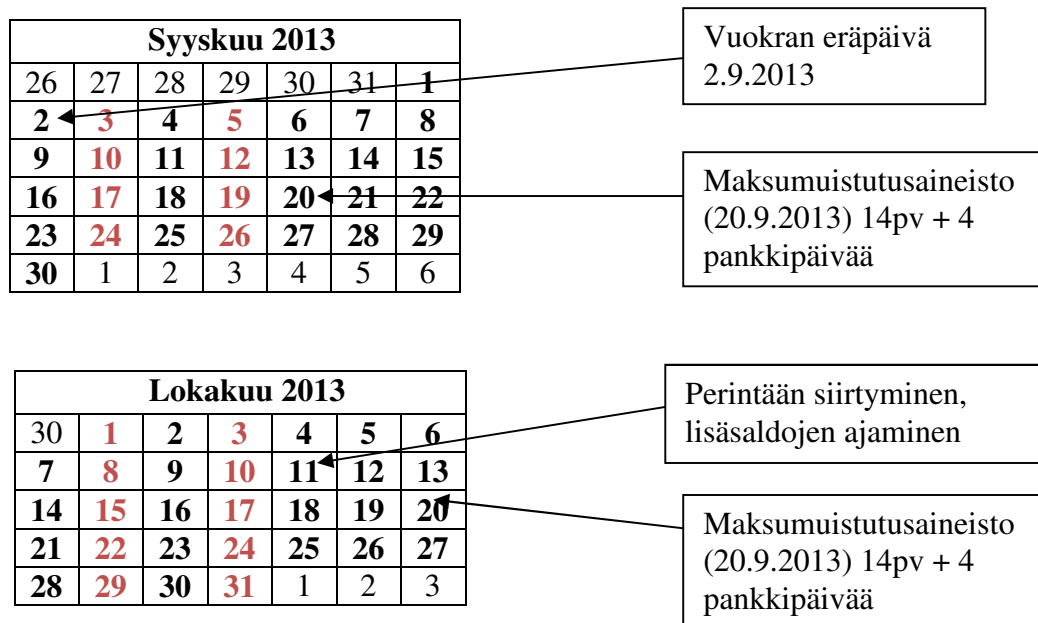 Syyskuu 2013
26 27 28 29 30 31 1
2 3 4 5 6 7 8
9 10 11 12 13 14 15
16 17 18 19 20 21 22
23 24 25 26 27 28 29
30 1 2 3 4 5 6
Vuokran eräpäivä
2.9.2013
Maksumuistutusaineisto
(20.9.2013) 14pv + 4
pankkipäivää
Lokakuu 2013
30 1 2 3 4 5 6
7 8 9 10 11 12 13
14 15 16 17 18 19 20
21 22 23 24 25 26 27
28 29 30 31 1 2 3
Perintään siirtyminen,
lisäsaldojen ajaminen
Maksumuistutusaineisto
(20.9.2013) 14pv + 4
pankkipäivää